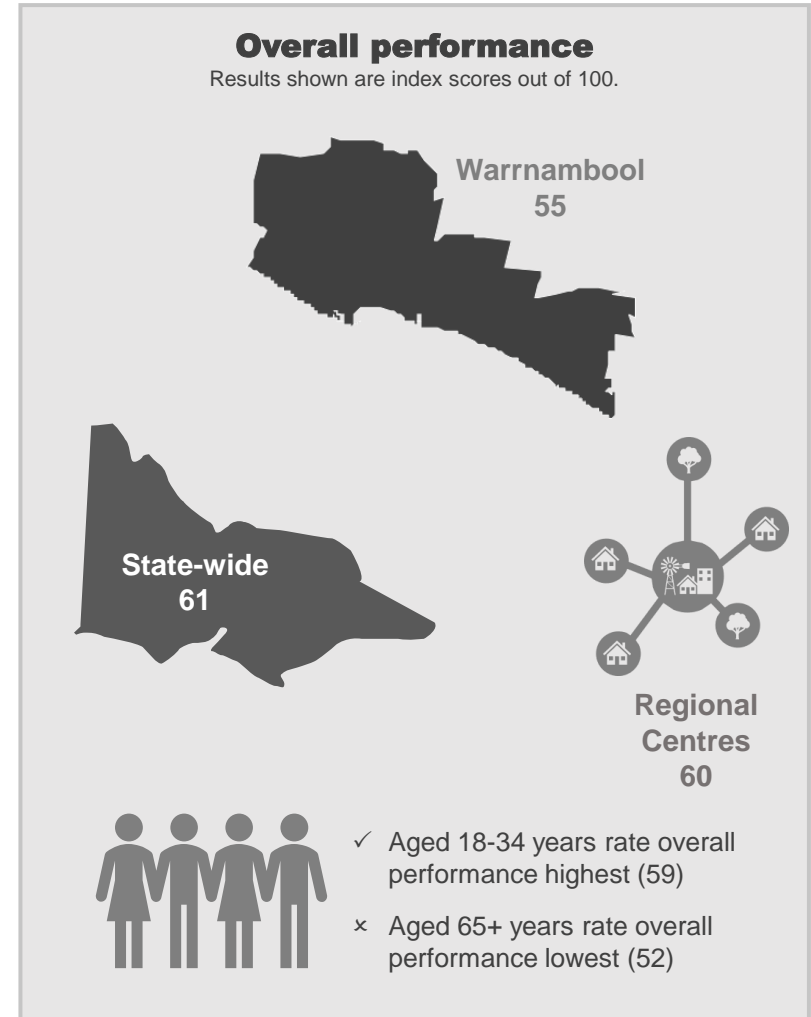 Overall performance
Results shown are index scores out of 100.
Warrnambool
55
State-wide
61
Regional
Centres
60
✓ Aged 18-34 years rate overall
performance highest (59)
× Aged 65+ years rate overall
performance lowest (52)